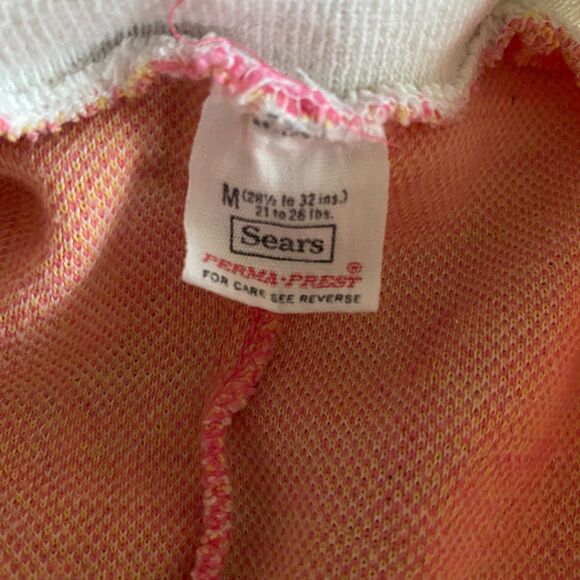 M (28½ to 32 ins.)
21 to 26 lbs.
Sears
PERMA-PREST ®
FOR CARE SEE REVERSE